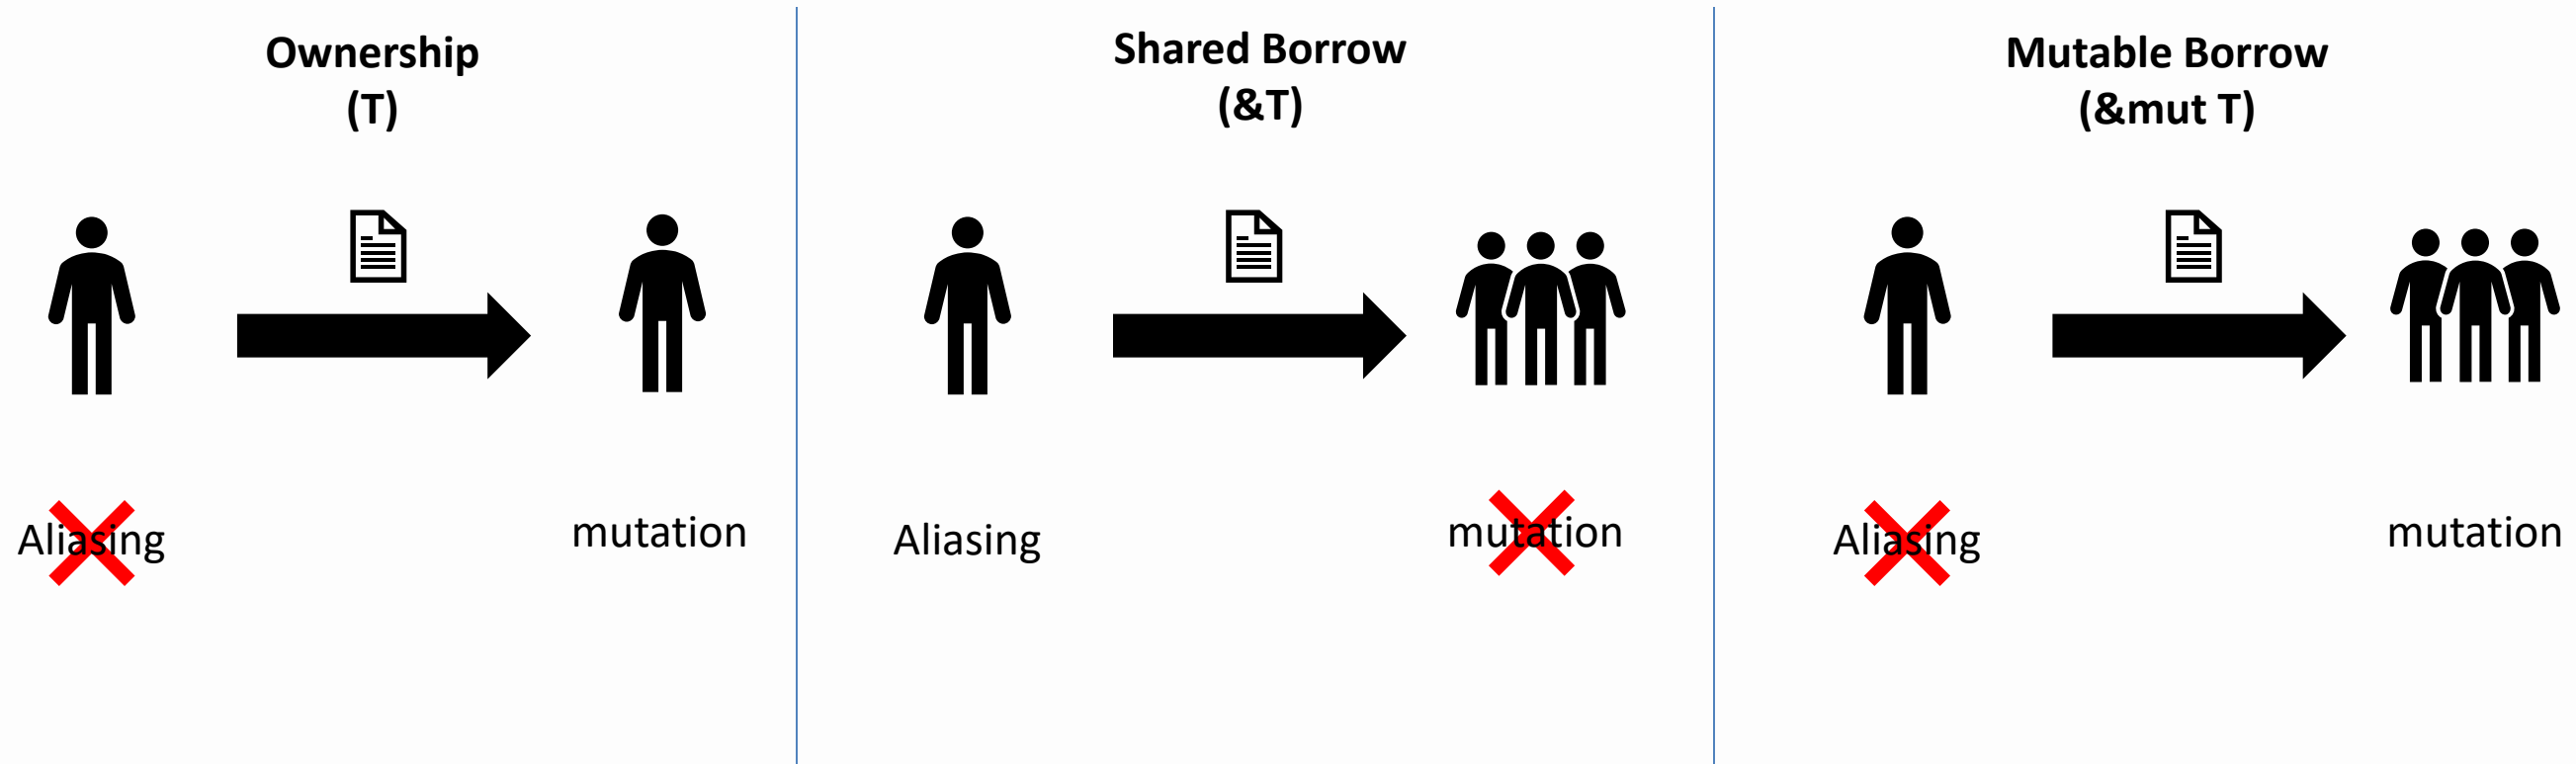 Ownership
(T)
Aliasing
mutation
Shared Borrow
(&T)
Aliasing
mutation
Mutable Borrow
(&mut T)
Aliasing
mutation